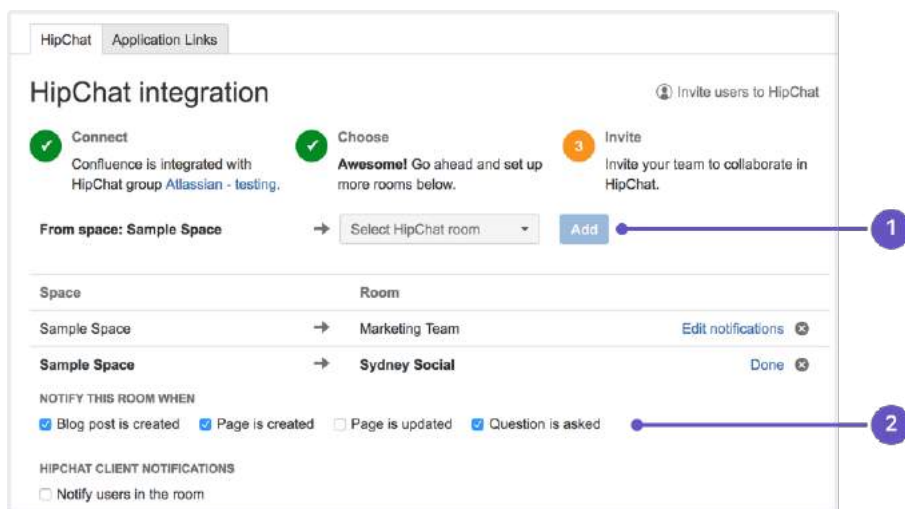 HipChat Application Links
HipChat integration
Invite users to HipChat
Connect
Confluence is integrated with
HipChat group Atlassian - testing.
Choose
Awesome! Go ahead and set up
more rooms below.
3
Invite
Invite your team to collaborate in
HipChat.
From space: Sample Space → Select HipChat room Add 1
Space Room
Sample Space → Marketing Team Edit notifications
Sample Space → Sydney Social Done
NOTIFY THIS ROOM WHEN
Blog post is created Page is created Page is updated Question is asked 2
HIPCHAT CLIENT NOTIFICATIONS
Notify users in the room